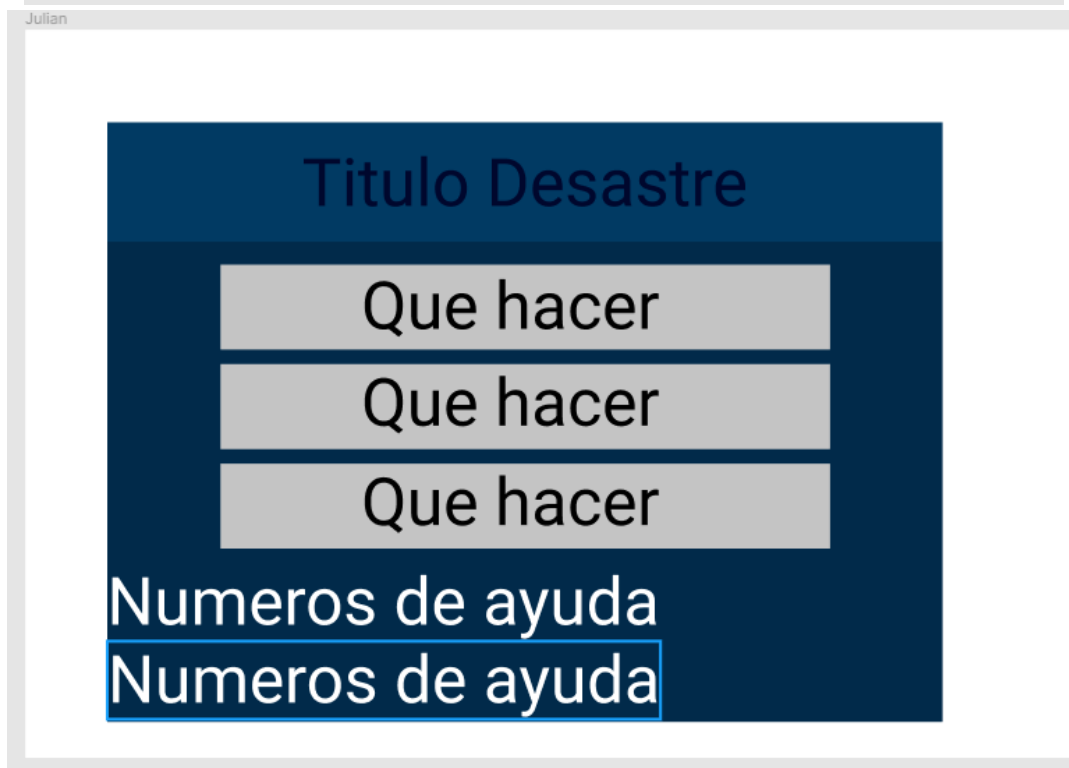 Julian
Titulo Desastre
Que hacer
Que hacer
Que hacer
Numeros de ayuda
Numeros de ayuda